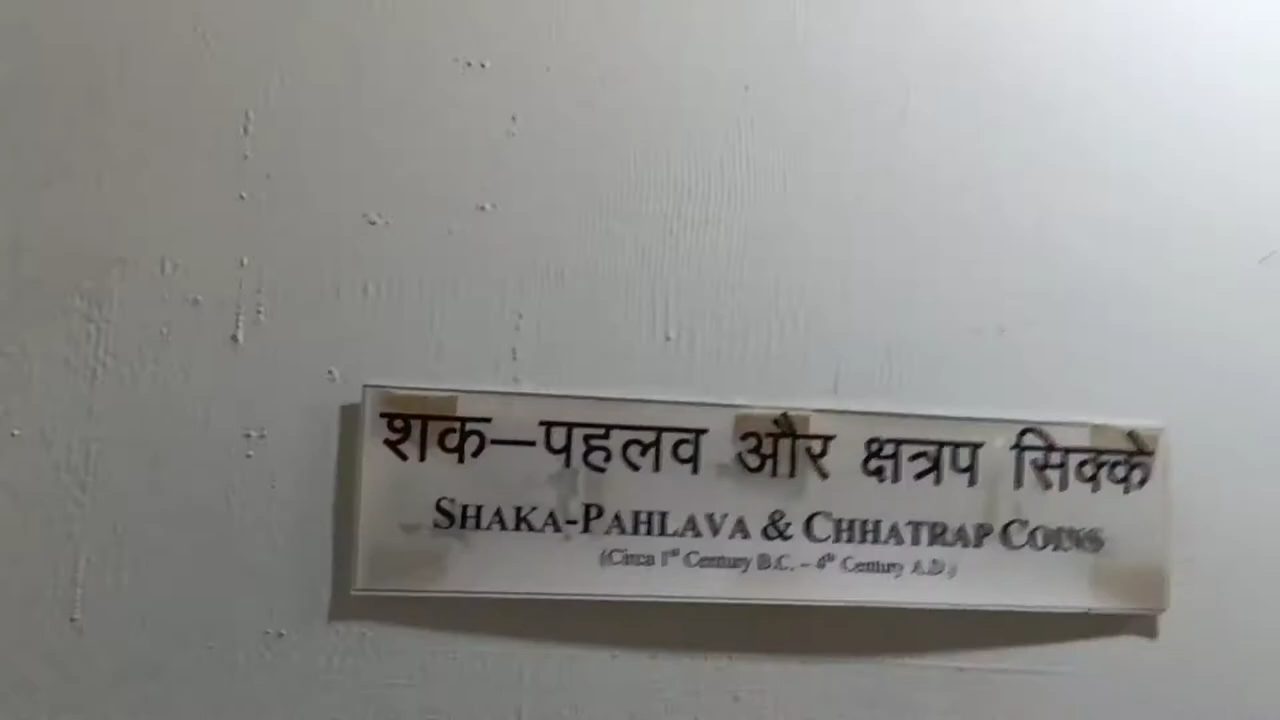 शक–पहलव और क्षत्रप सिक्के
SHAKA-PAHLAVA & CHHATRAP COINS
(Circa 1st Century B.C. – 4th Century A.D.)